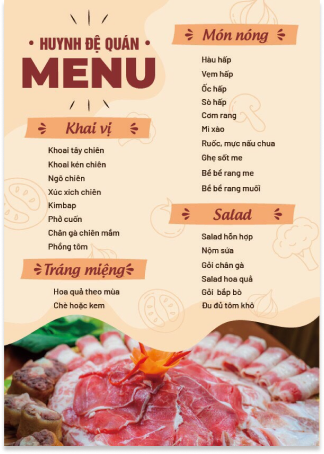 HUYNH ĐỆ QUÁN
MENU
Khai vị
Khoai tây chiên
Khoai kén chiên
Ngô chiên
Xúc xích chiên
Kimbap
Phở cuốn
Chân gà chiên mắm
Phồng tôm
Tráng miệng
Hoa quả theo mùa
Chè hoặc kem
Món nóng
Hàu hấp
Vẹm hấp
Ốc hấp
Sò hấp
Cơm rang
Mì xào
Ruốc, mực nấu chua
Ghẹ sốt me
Bề bề rang me
Bề bề rang muối
Salad
Salad hỗn hợp
Nộm sứa
Gỏi chân gà
Salad hoa quả
Gỏi bắp bò
Đu đủ tôm khô